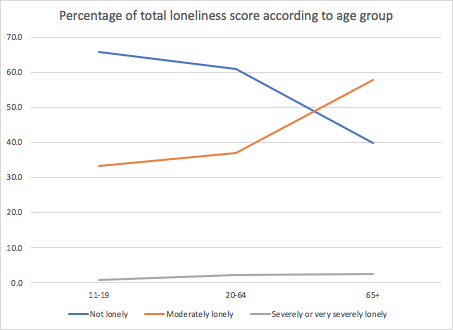 Percentage of total loneliness score according to age group
70.0
60.0
50.0
40.0
30.0
20.0
10.0
0.0
11-19 20-64 65+
Not lonely Moderately lonely Severely or very severely lonely